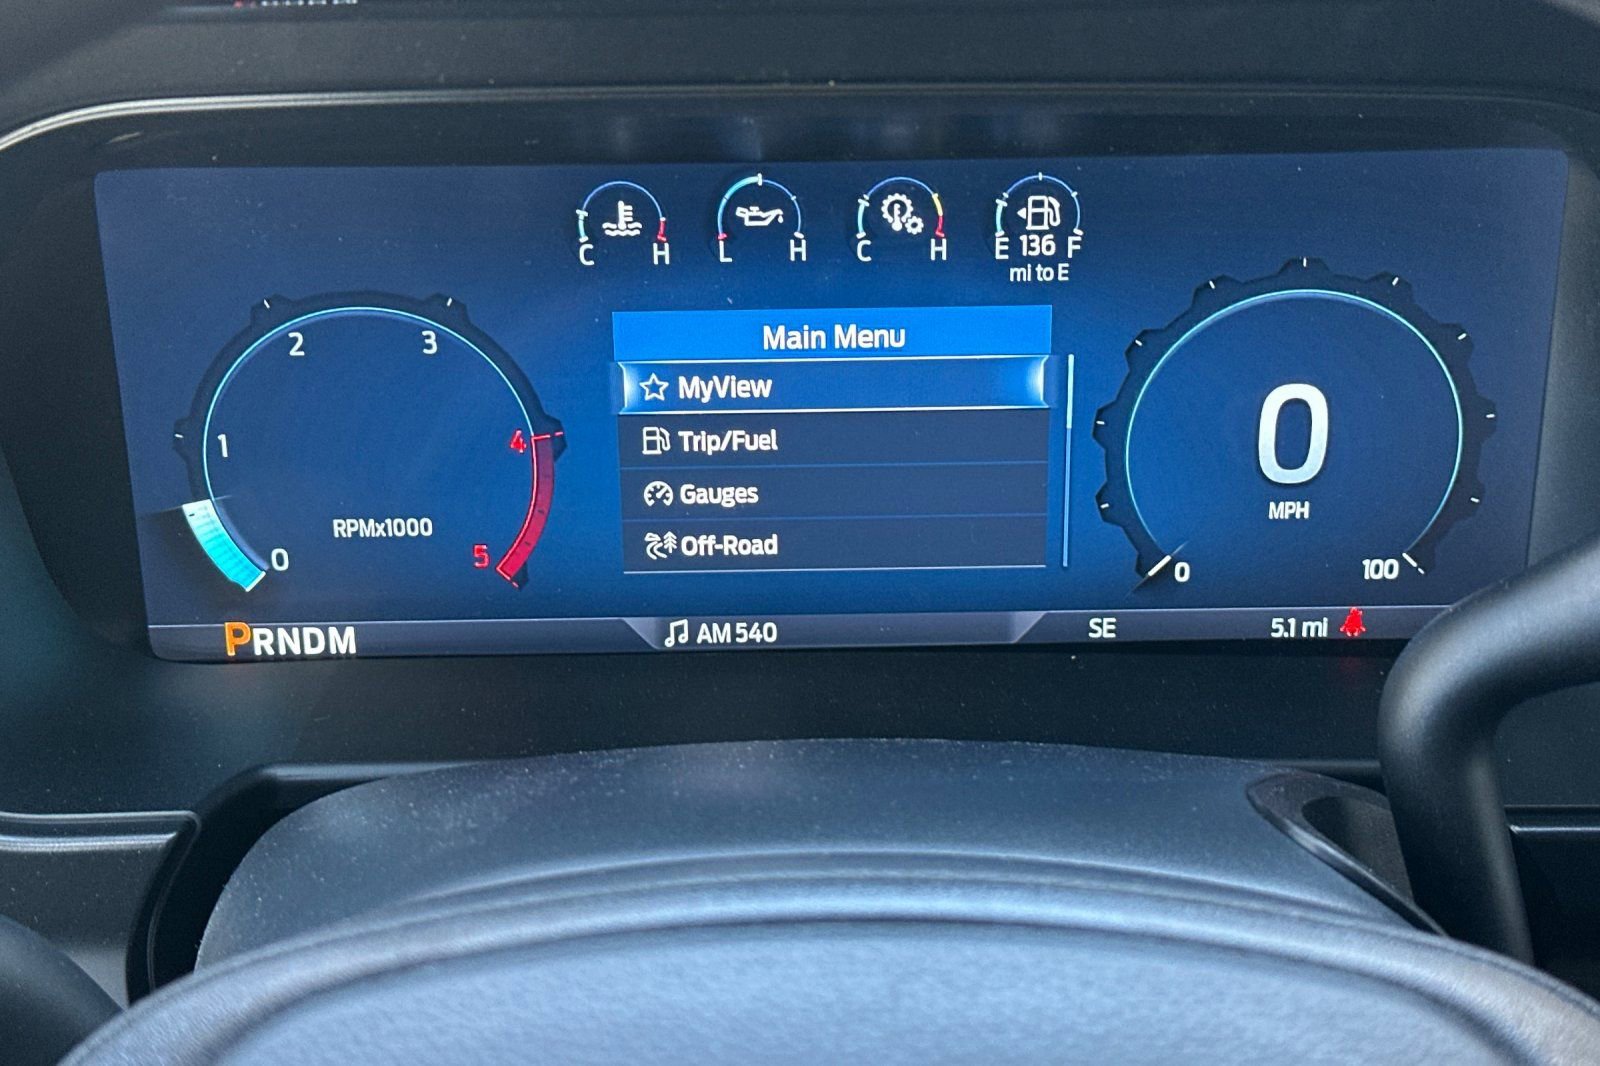 C H
L H
C H
E 136 F
mi to E
Main Menu
MyView
Trip/Fuel
Gauges
Off-Road
0
1
2
3
4
5
RPMx1000
0
MPH
0
100
PRNDM
AM 540
SE
5.1 mi